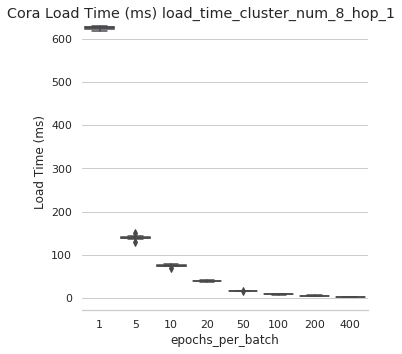 Cora Load Time (ms) load_time_cluster_num_8_hop_1
600
500
400
300
200
100
0
Load Time (ms)
1 5 10 20 50 100 200 400
epochs_per_batch